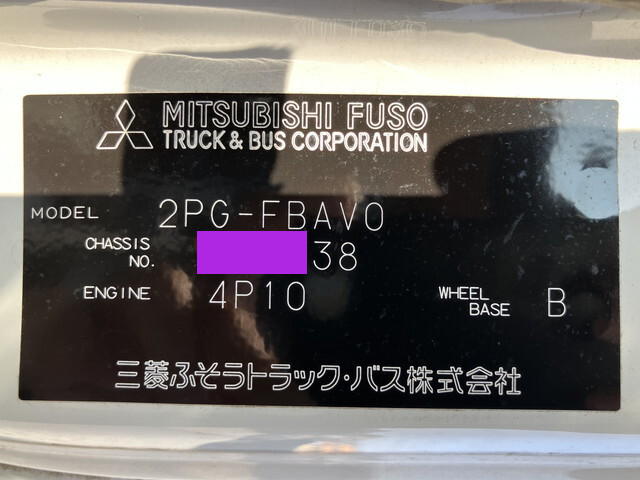 MITSUBISHI FUSO
TRUCK & BUS CORPORATION
MODEL 2PG-FBAV0
CHASSIS NO. 38
ENGINE 4P10
WHEEL BASE B
三菱ふそうトラック・バス株式会社